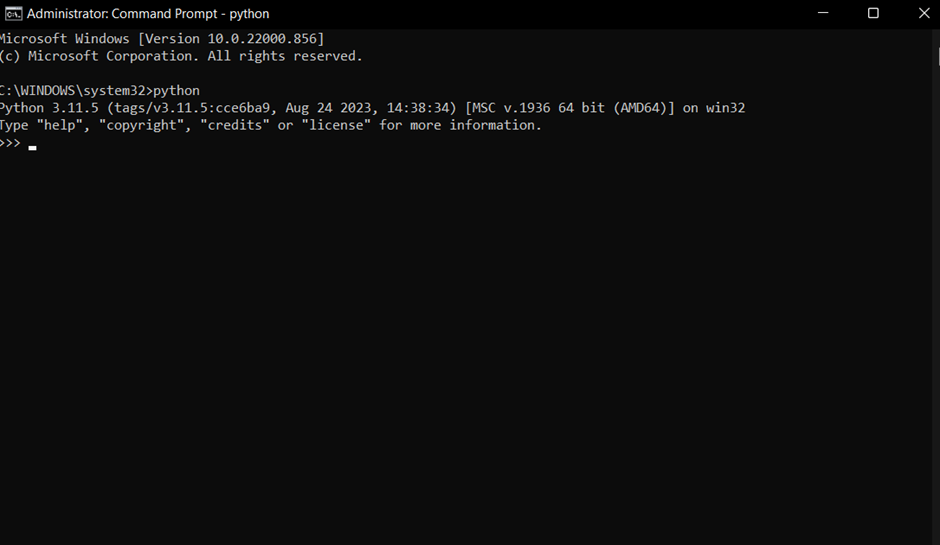 Administrator: Command Prompt - python
Microsoft Windows [Version 10.0.22000.856]
(c) Microsoft Corporation. All rights reserved.
C:\WINDOWS\system32>python
Python 3.11.5 (tags/v3.11.5:cce6ba9, Aug 24 2023, 14:38:34) [MSC v.1936 64 bit (AMD64)] on win32
Type "help", "copyright", "credits" or "license" for more information.
>>>